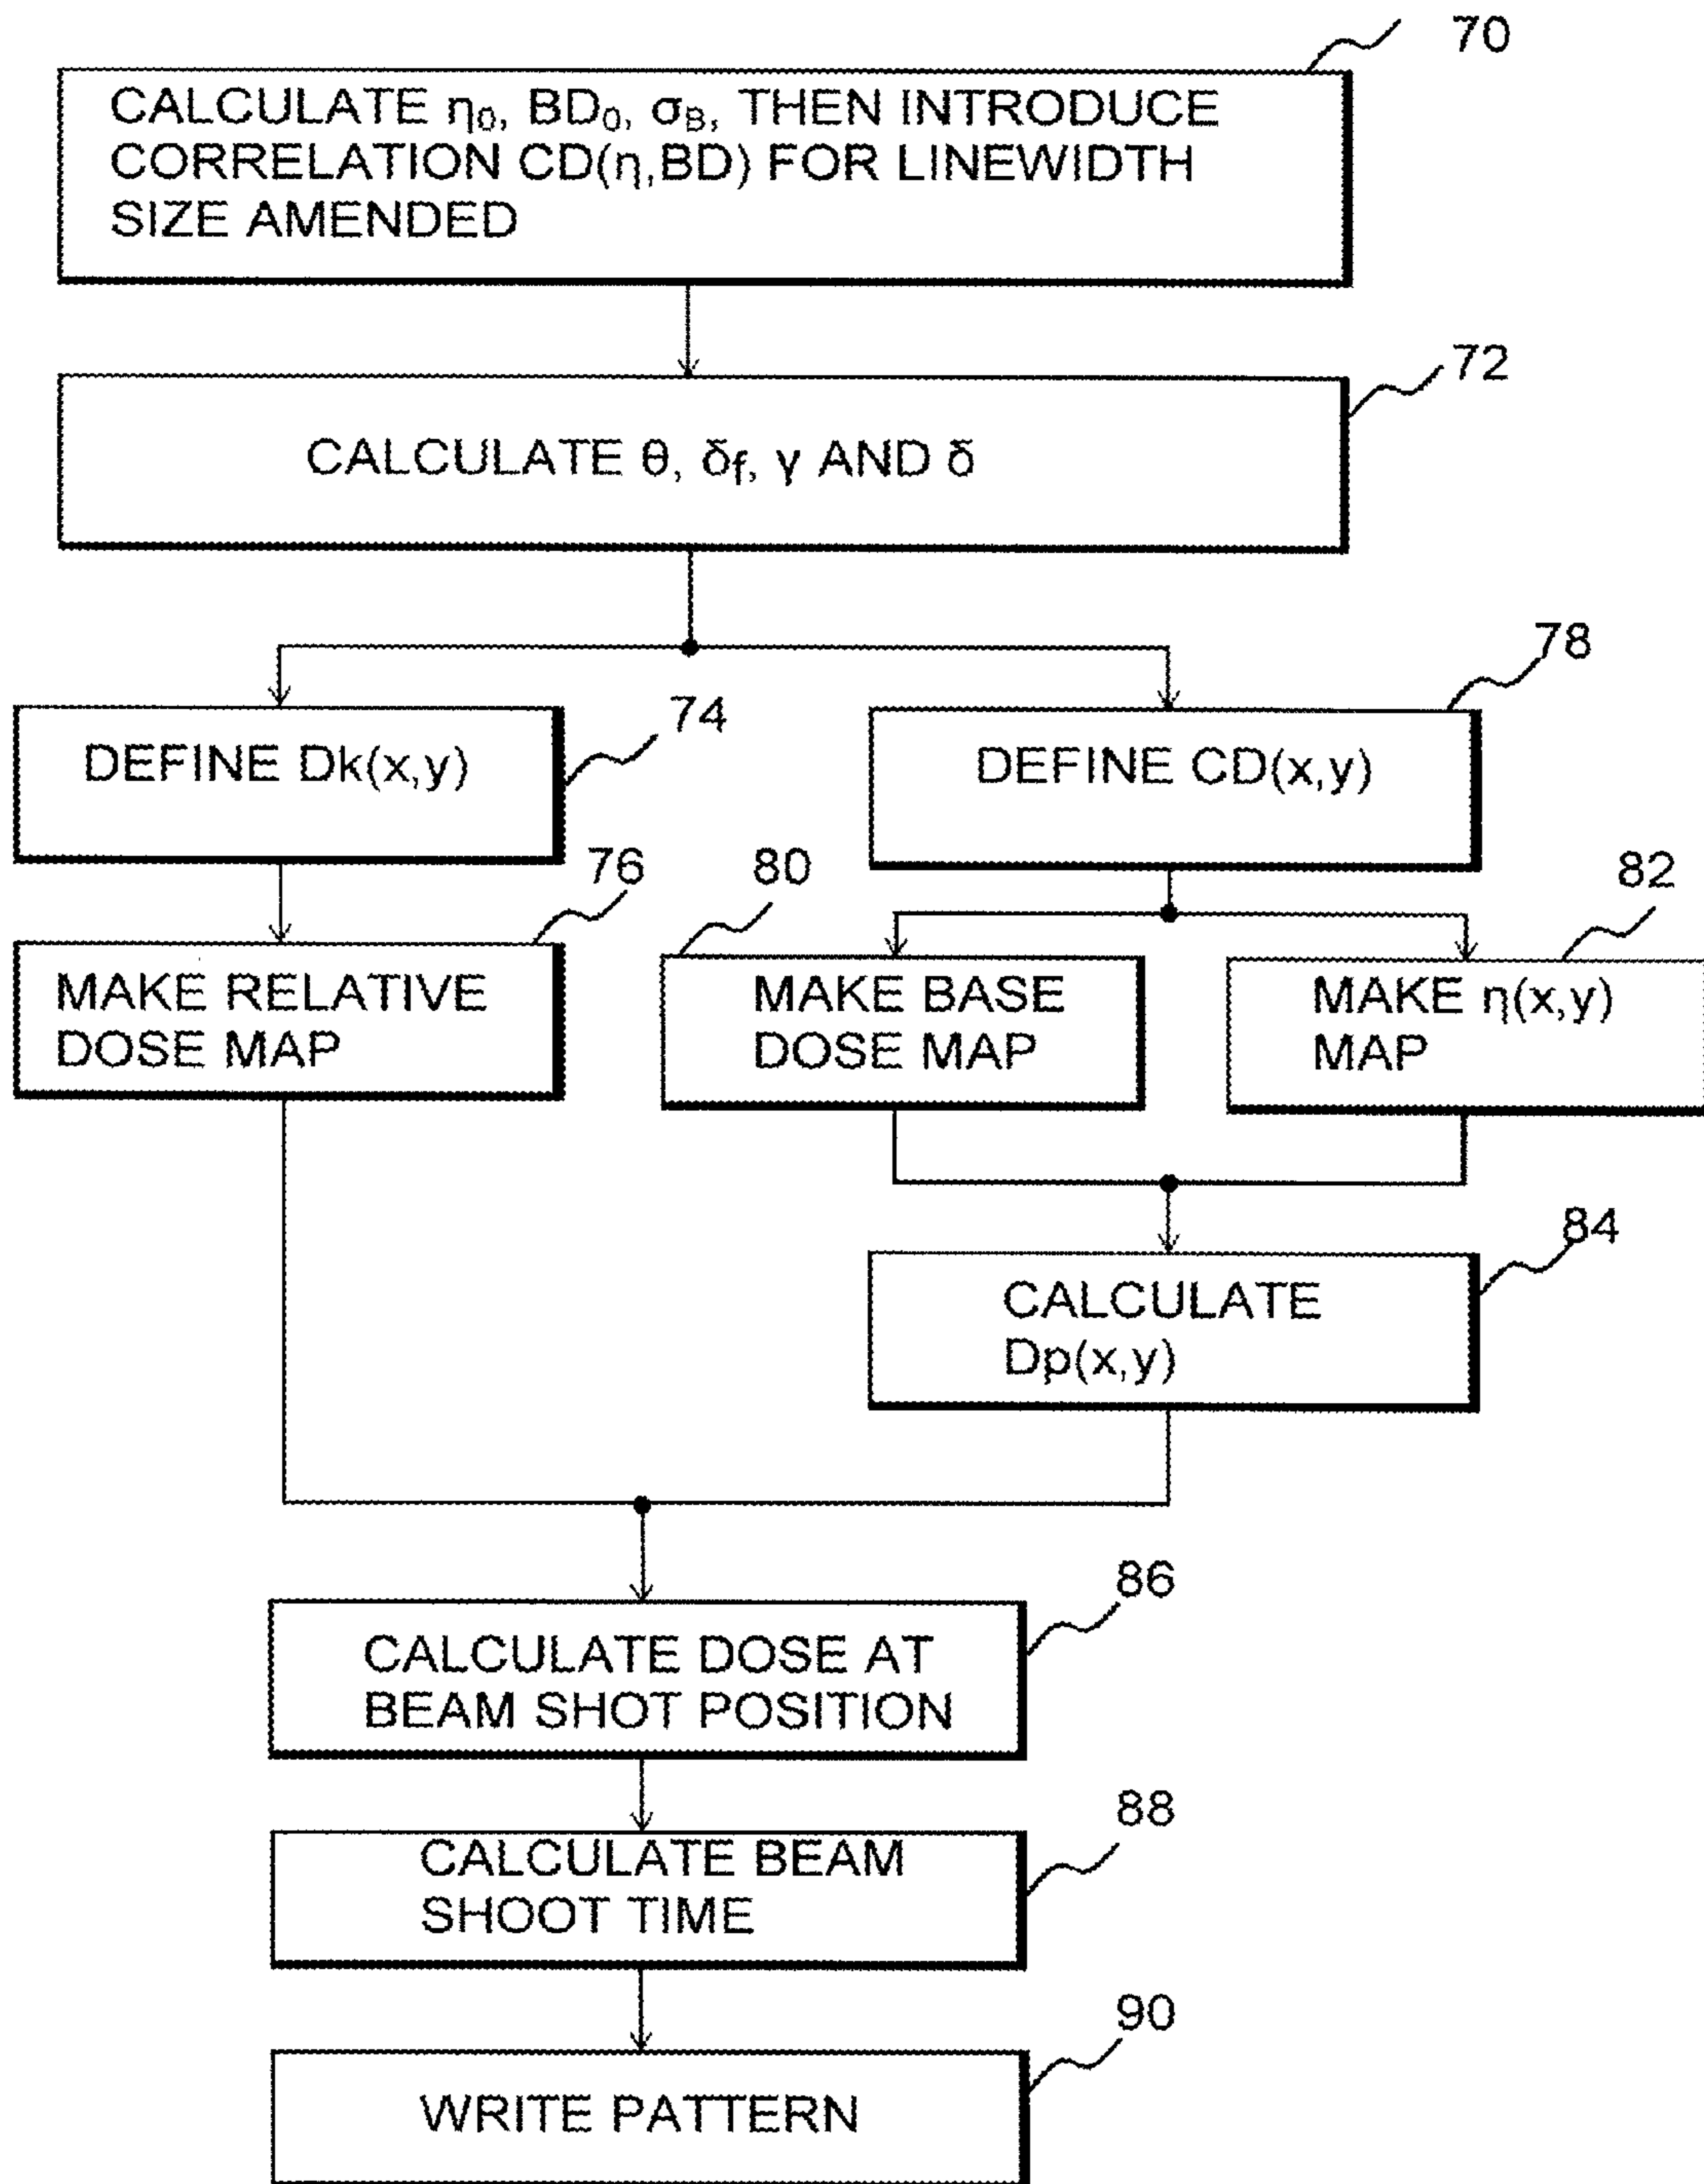 70
CALCULATE η₀, BD₀, σ_B, THEN INTRODUCE
CORRELATION CD(η,BD) FOR LINEWIDTH
SIZE AMENDED
72
CALCULATE θ, δf, γ AND δ
78
74
DEFINE Dk(x,y)
DEFINE CD(x,y)
76
80
82
MAKE RELATIVE
DOSE MAP
MAKE BASE
DOSE MAP
MAKE η(x,y)
MAP
84
CALCULATE
Dp(x,y)
86
CALCULATE DOSE AT
BEAM SHOT POSITION
88
CALCULATE BEAM
SHOOT TIME
90
WRITE PATTERN